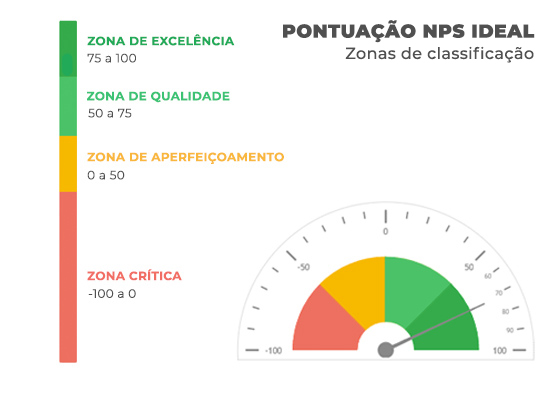 PONTUAÇÃO NPS IDEAL
Zonas de classificação
ZONA DE EXCELÊNCIA
75 a 100
ZONA DE QUALIDADE
50 a 75
ZONA DE APERFEIÇOAMENTO
0 a 50
ZONA CRÍTICA
-100 a 0
0
-50
50
60
70
80
90
-100
100